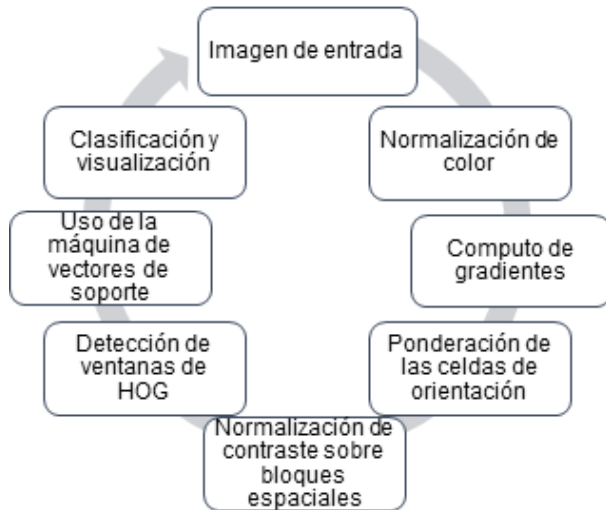 Imagen de entrada
Normalización de
color
Computo de
gradientes
Ponderación de
las celdas de
orientación
Normalización de
contraste sobre
bloques
espaciales
Detección de
ventanas de
HOG
Uso de la
máquina de
vectores de
soporte
Clasificación y
visualización